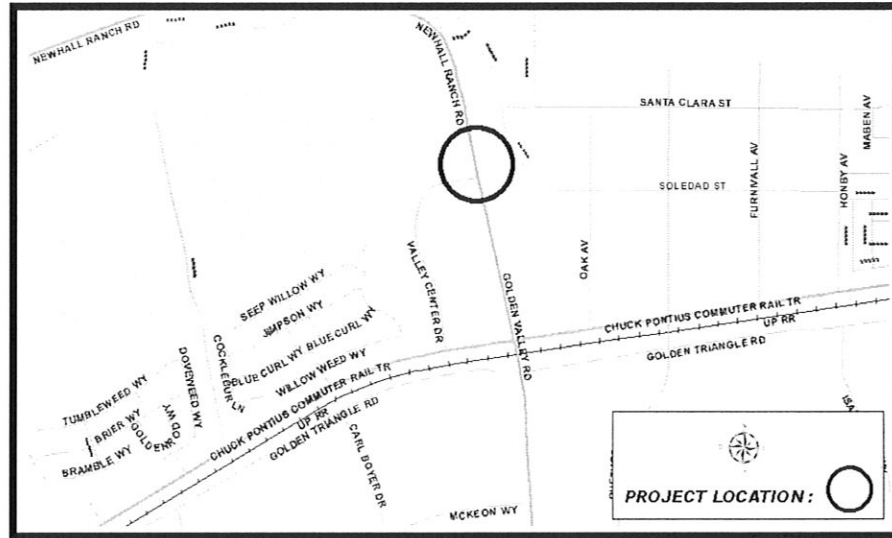 NEWHALL RANCH RD
NEWHALL RANCH RD
SANTA CLARA ST
MABEN AV
SOLEDAD ST
FURNIVALL AV
HONBY AV
OAK AV
VALLEY CENTER DR
GOLDEN VALLEY RD
SEEP WILLOW WY
JIMPSON WY
BLUE CURL WY
BLUE CURL WY
WILLOW WEED WY
COCKLEBUR LN
DOVEWEED WY
TUMBLEWEED WY
BRIER WY
GOLDENROD WY
BRAMBLE WY
CHUCK PONTIUS COMMUTER RAIL TR
UP RR
GOLDEN TRIANGLE RD
CHUCK PONTIUS COMMUTER RAIL TR
UP RR
GOLDEN TRIANGLE RD
CARL BOYER DR
MCKEON WY
PROJECT LOCATION :